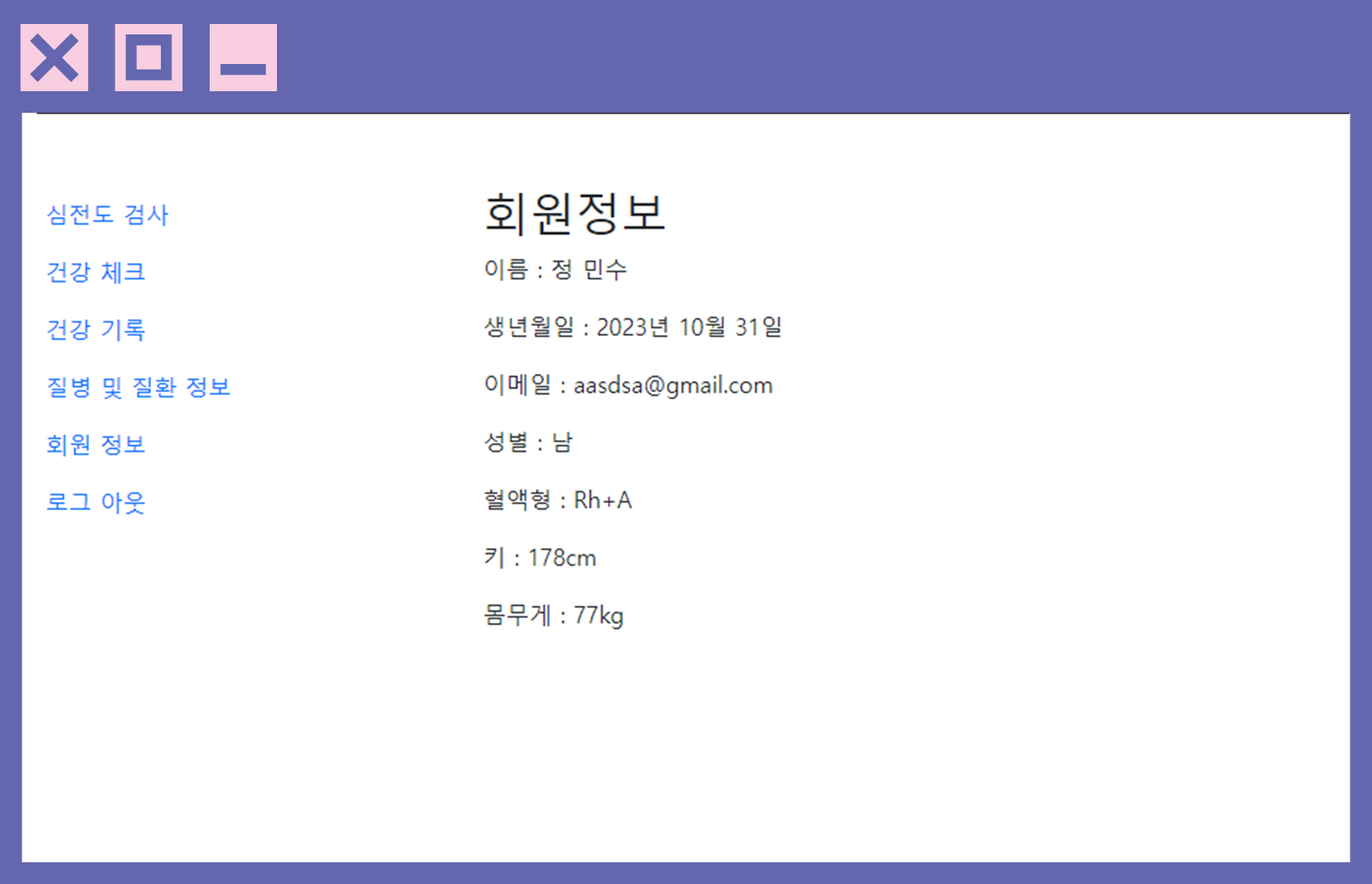 심전도 검사
건강 체크
건강 기록
질병 및 질환 정보
회원 정보
로그 아웃
회원정보
이름 : 정 민수
생년월일 : 2023년 10월 31일
이메일 : aasdsa@gmail.com
성별 : 남
혈액형 : Rh+A
키 : 178cm
몸무게 : 77kg